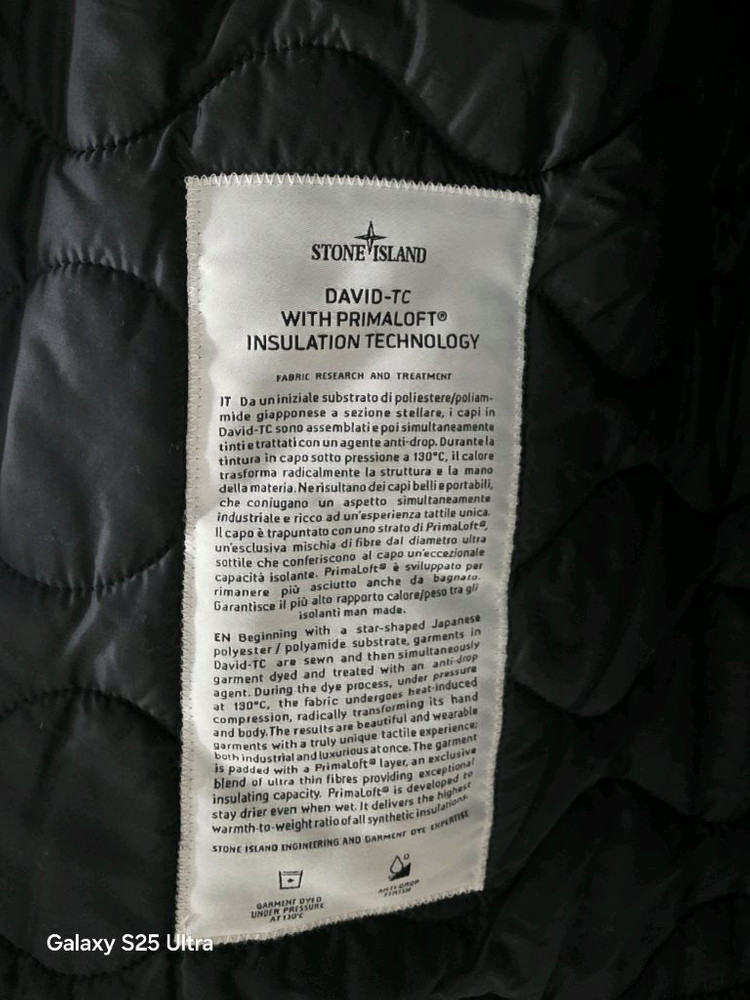 STONE ISLAND
DAVID-TC
WITH PRIMALOFT®
INSULATION TECHNOLOGY
FABRIC RESEARCH AND TREATMENT
IT Da un iniziale substrato di poliestere/poliam-
mide giapponese a sezione stellare, i capi in
David-TC sono assemblati e poi simultaneamente
tinti e trattati con un agente anti-drop. Durante la
tintura in capo sotto pressione a 130°C, il calore
trasforma radicalmente la struttura e la mano
della materia. Ne risultano dei capi belli e portabili,
che coniugano un aspetto simultaneamente
industriale e ricco ad un'esperienza tattile unica.
Il capo è trapuntato con uno strato di PrimaLoft®,
un'esclusiva mischia di fibre dal diametro ultra
sottile che conferiscono al capo un'eccezionale
capacità isolante. PrimaLoft® è sviluppato per
rimanere più asciutto anche da bagnato.
Garantisce il più alto rapporto calore/peso tra gli
isolanti man made.
EN Beginning with a star-shaped Japanese
polyester / polyamide substrate, garments in
David-TC are sewn and then simultaneously
garment dyed and treated with an anti-drop
agent. During the dye process, under pressure
at 130°C, the fabric undergoes heat-induced
compression, radically transforming its hand
and body. The results are beautiful and wearable
garments with a truly unique tactile experience;
both industrial and luxurious at once. The garment
is padded with a PrimaLoft® layer, an exclusive
blend of ultra thin fibres providing exceptional
insulating capacity. PrimaLoft® is developed to
stay drier even when wet. It delivers the highest
warmth-to-weight ratio of all synthetic insulations.
STONE ISLAND ENGINEERING AND GARMENT DYE EXPERTISE
GARMENT DYED
UNDER PRESSURE
AT 130°C
ANTI-DROP
FINISH
Galaxy S25 Ultra